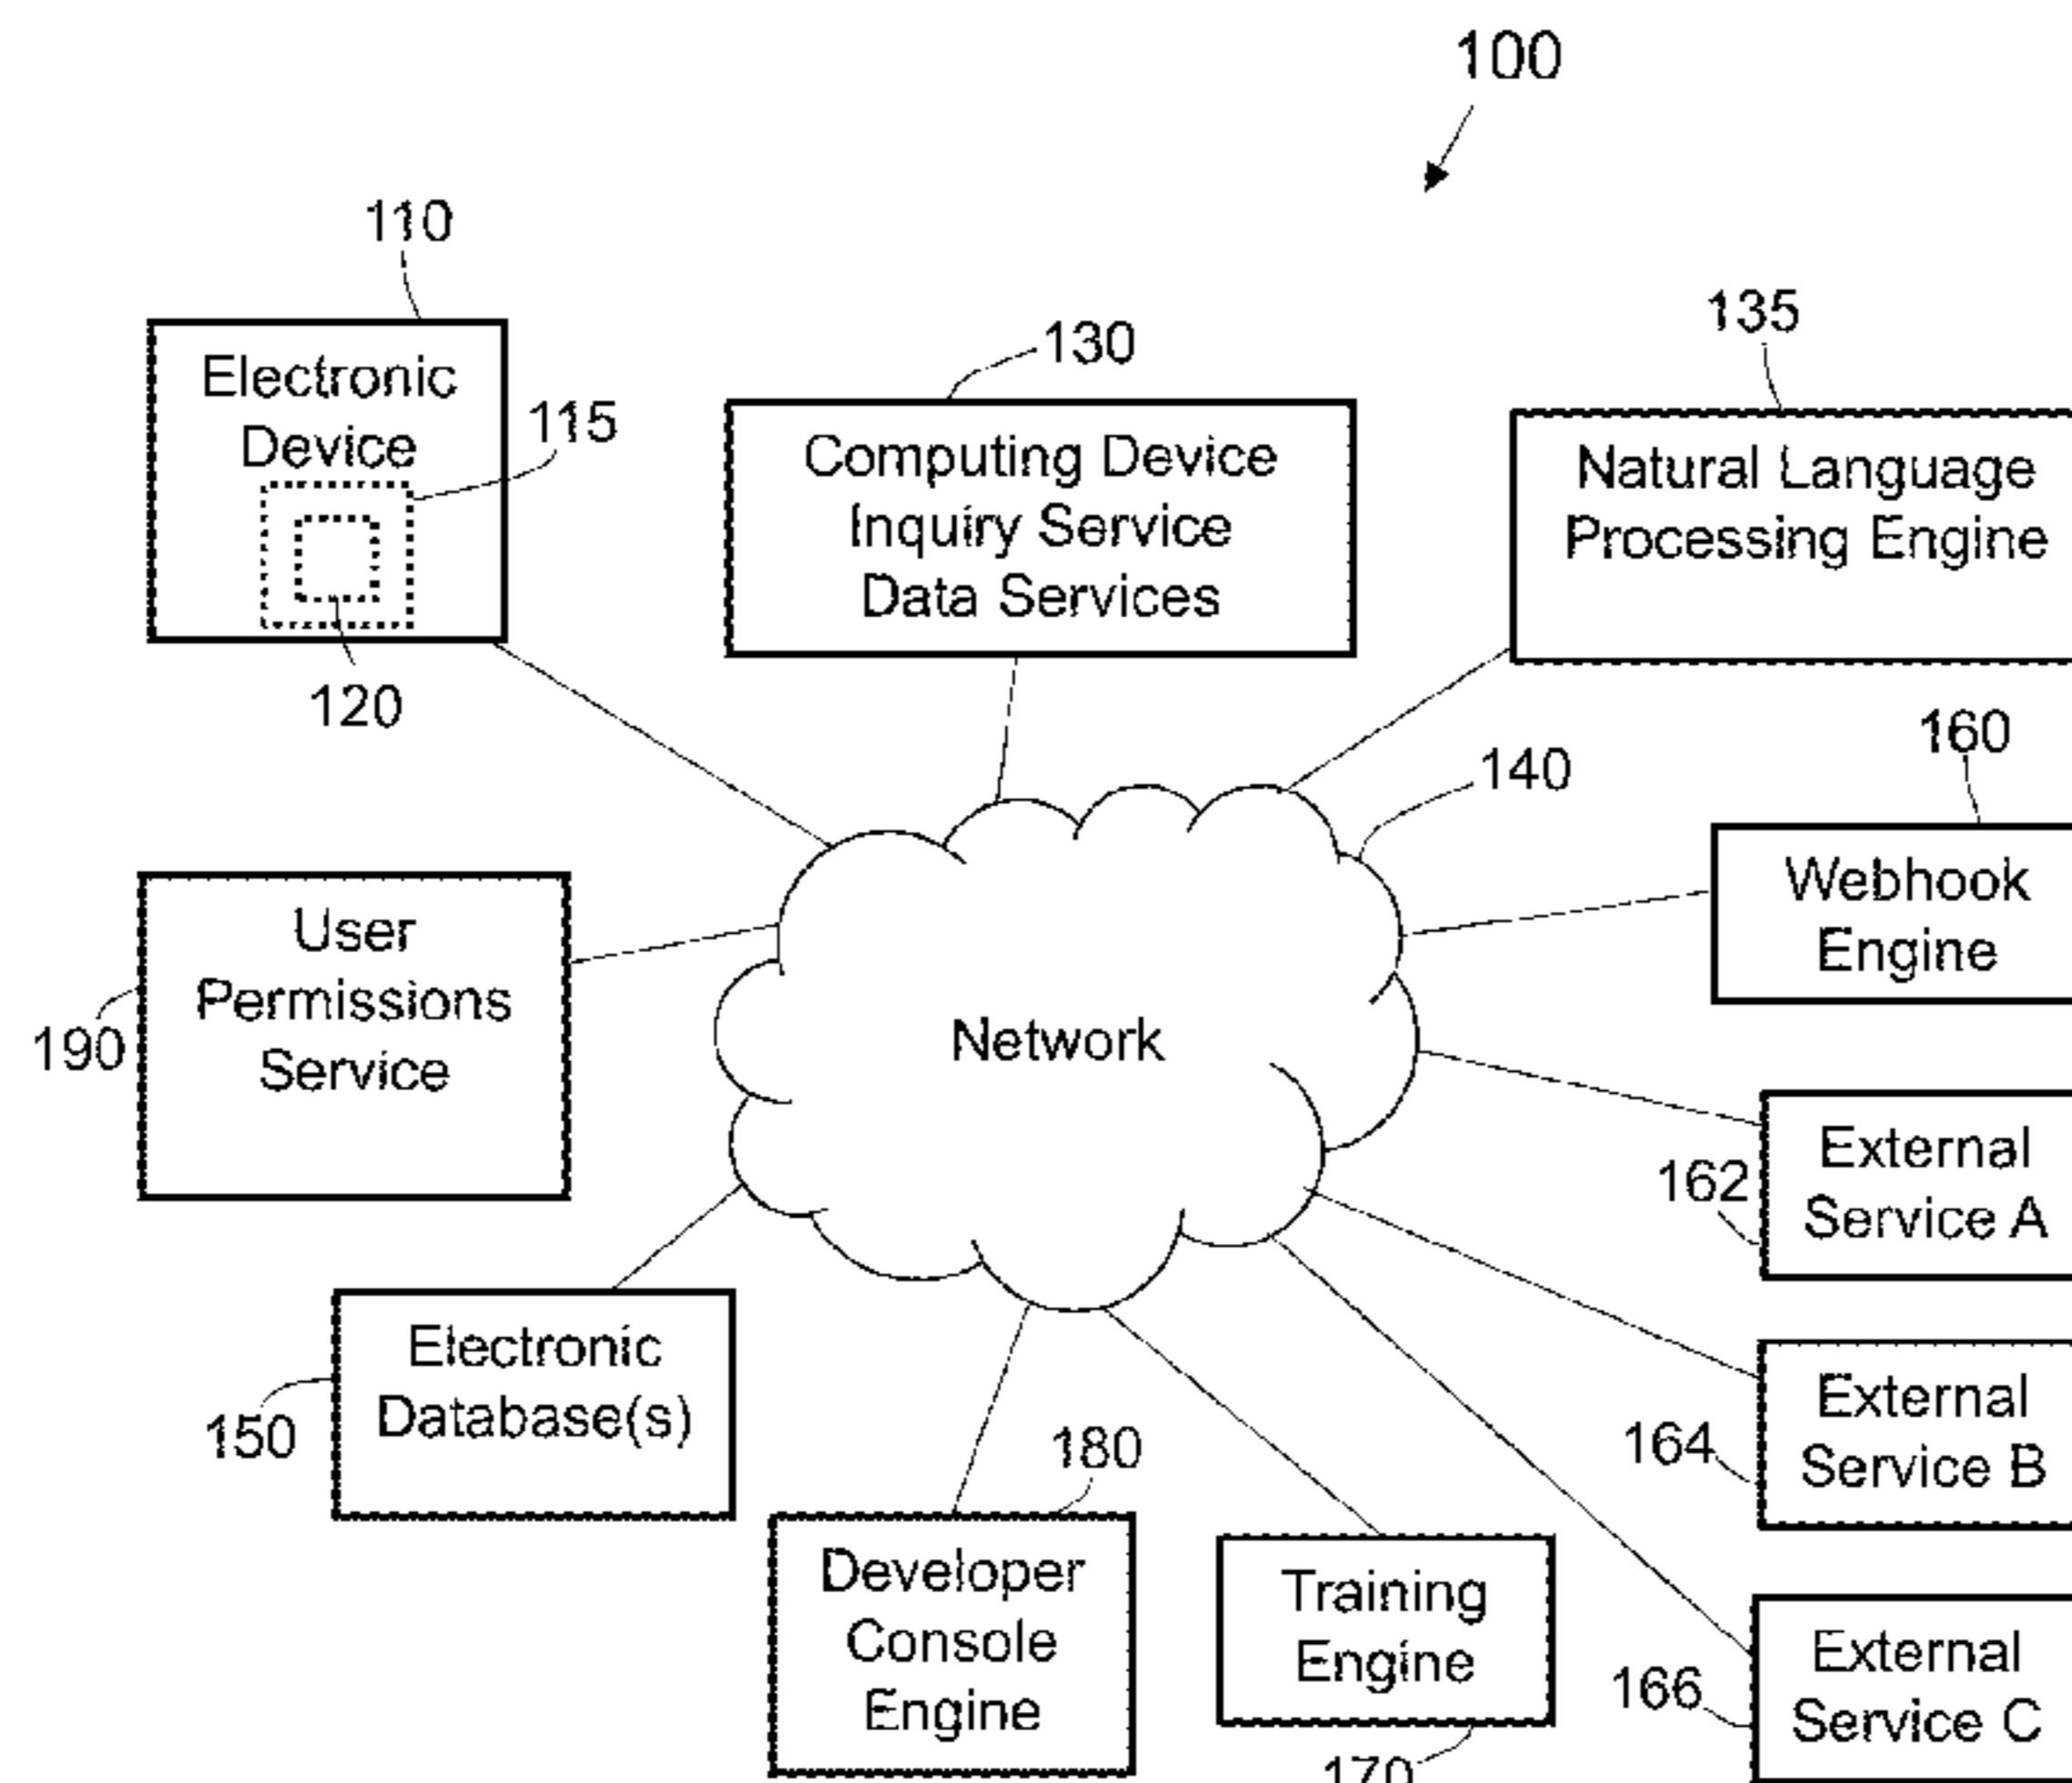 100
110
Electronic
Device
115
120
130
Computing Device
Inquiry Service
Data Services
135
Natural Language
Processing Engine
140
160
Webhook
Engine
User
Permissions
Service
190
Network
External
Service A
162
Electronic
Database(s)
150
External
Service B
164
180
Developer
Console
Engine
Training
Engine
170
External
Service C
166